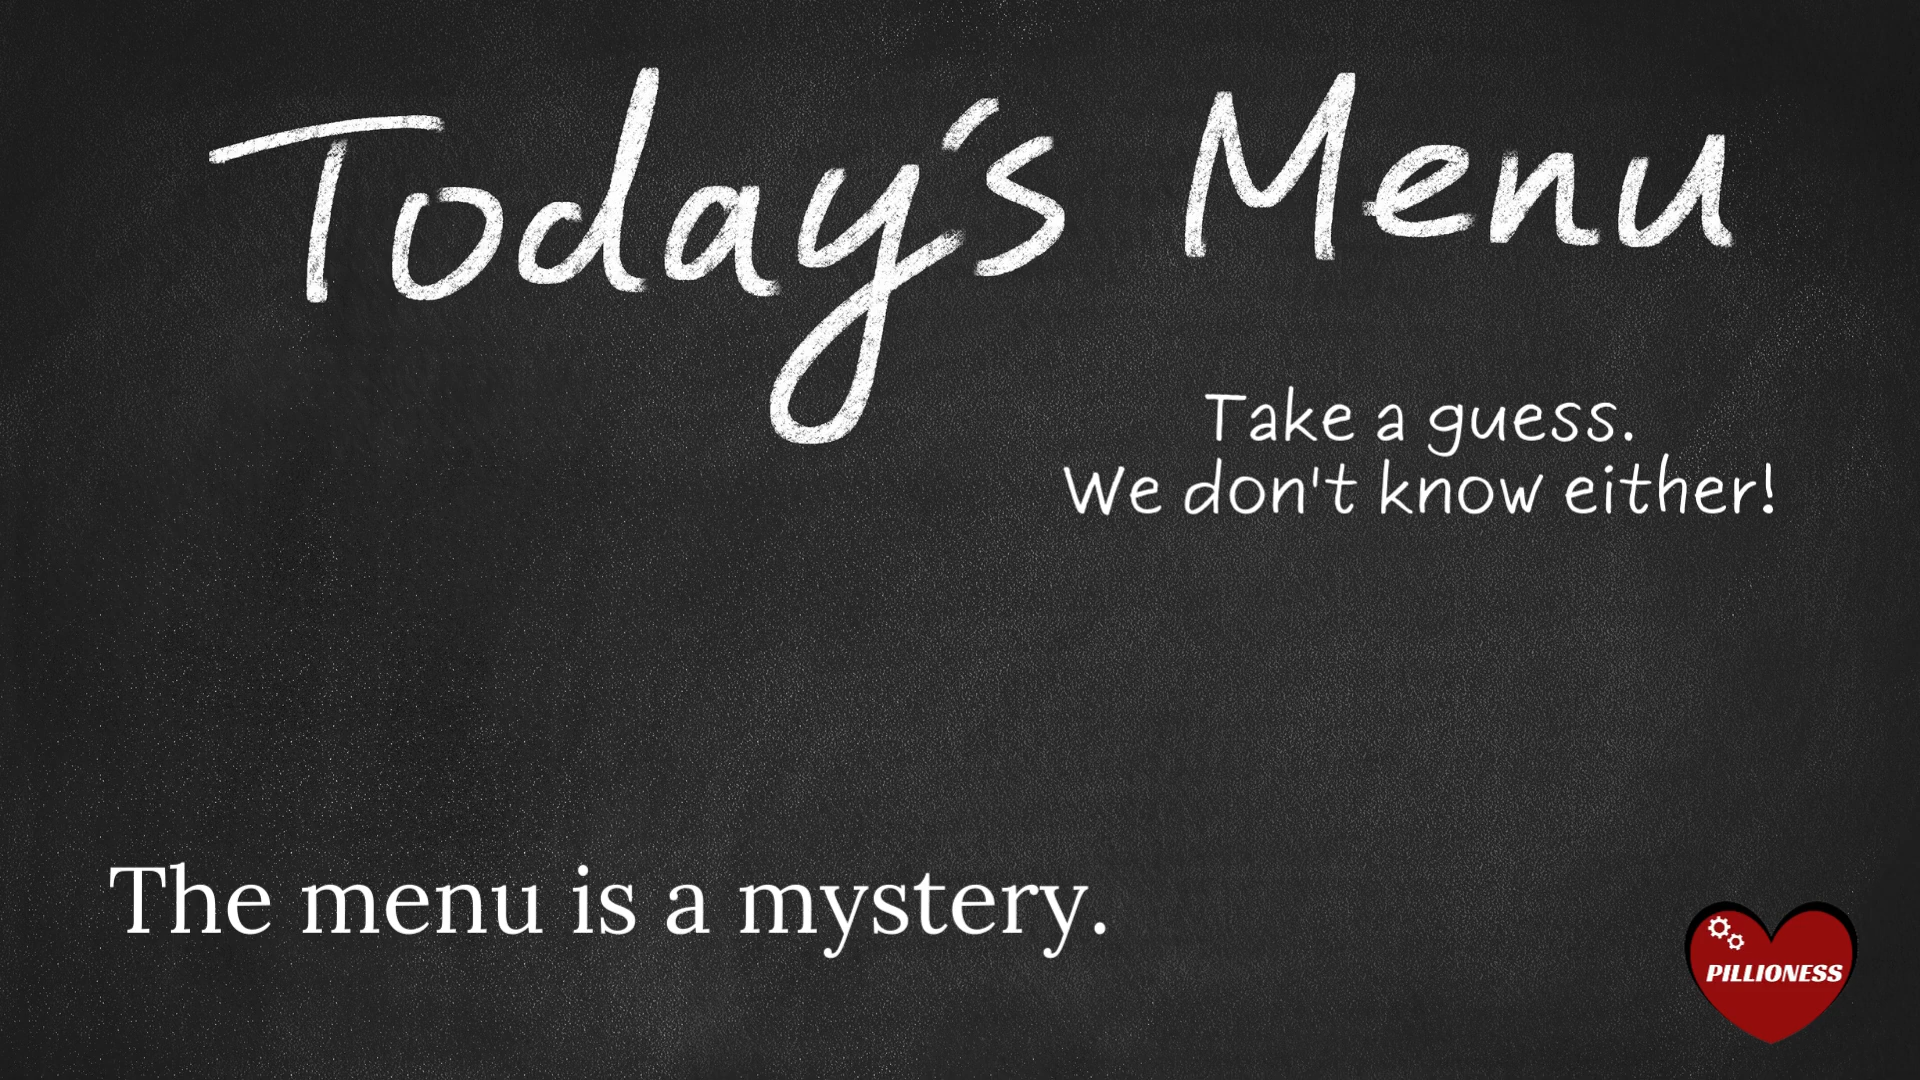 Today's Menu
Take a guess.
We don't know either!
The menu is a mystery.
PILLIONESS